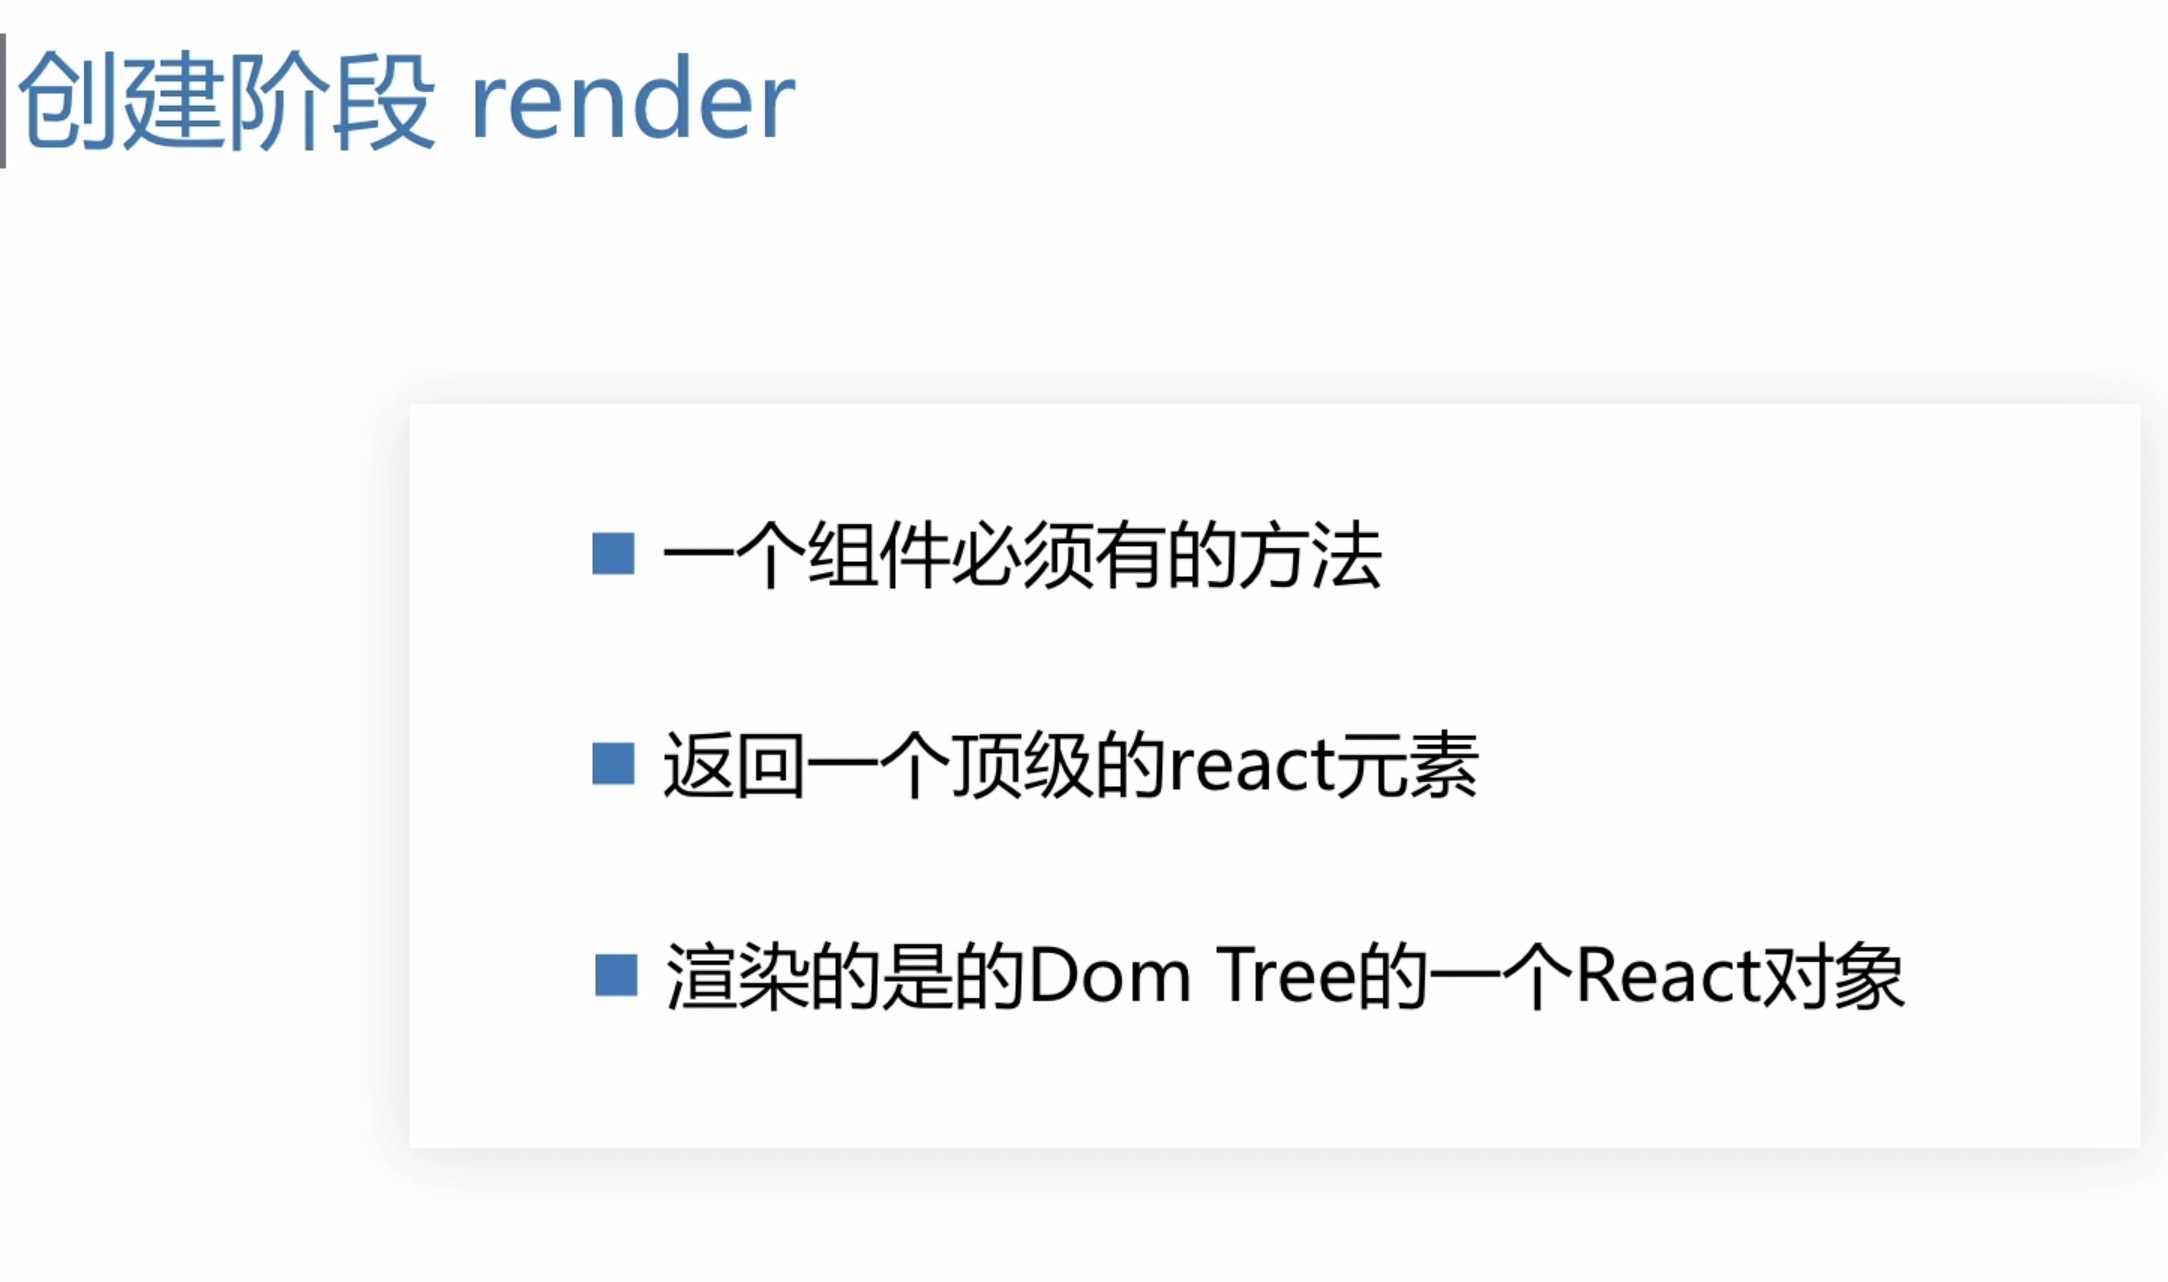 创建阶段 render
一个组件必须有的方法
返回一个顶级的react元素
渲染的是的Dom Tree的一个React对象